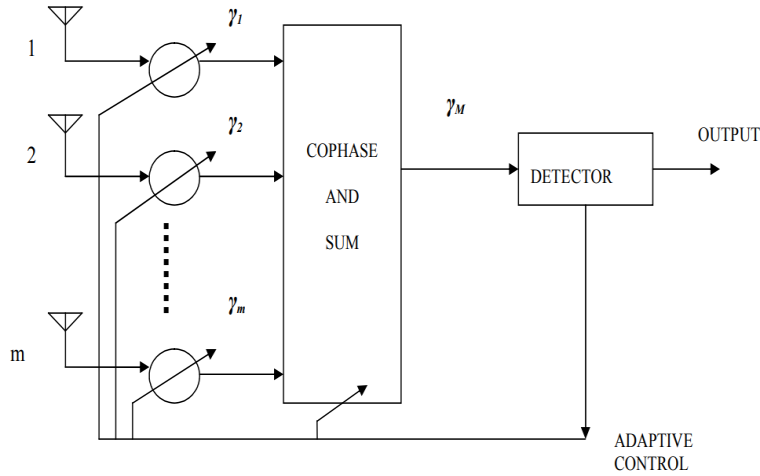 γ1
1
γ2
2
γM
OUTPUT
COPHASE
AND
SUM
DETECTOR
γm
m
ADAPTIVE
CONTROL